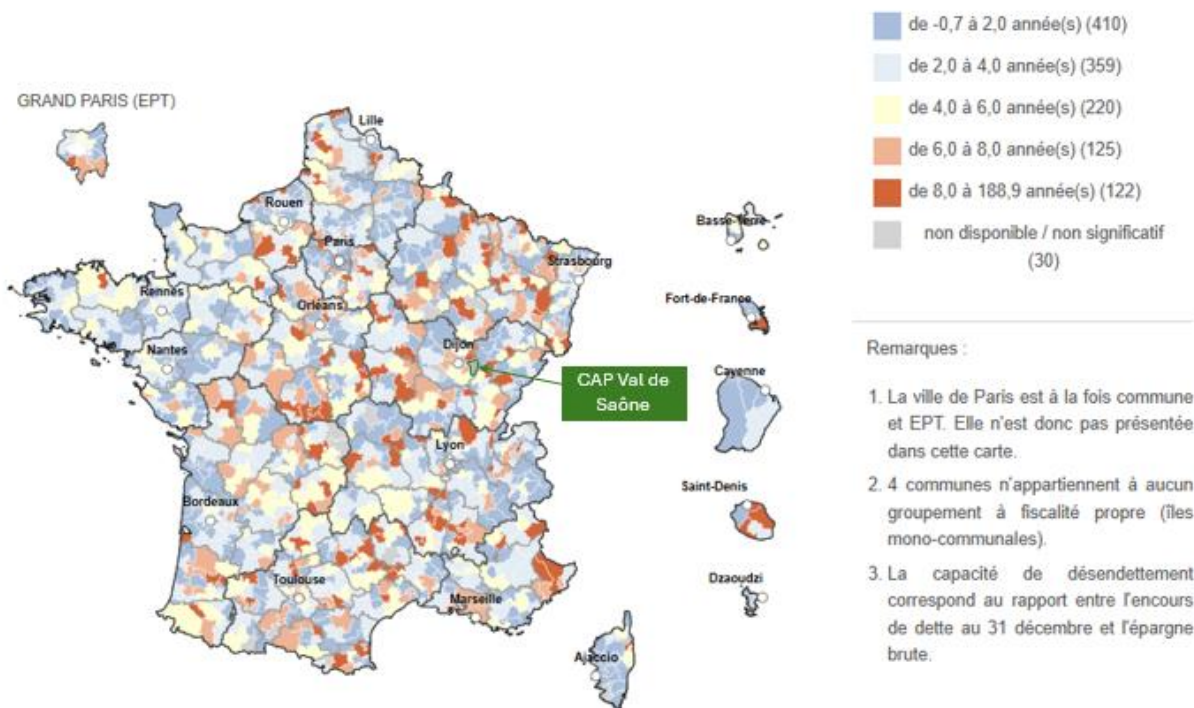 GRAND PARIS (EPT)
Lille
Rouen
Paris
Strasbourg
Rennes
Orléans
Nantes
Dijon
CAP Val de
Saône
Lyon
Bordeaux
Toulouse
Marseille
Ajaccio
Basse-Terre
Fort-de-France
Cayenne
Saint-Denis
Dzaoudzi
de -0,7 à 2,0 année(s) (410)
de 2,0 à 4,0 année(s) (359)
de 4,0 à 6,0 année(s) (220)
de 6,0 à 8,0 année(s) (125)
de 8,0 à 188,9 année(s) (122)
non disponible / non significatif
(30)
Remarques :
1. La ville de Paris est à la fois commune
et EPT. Elle n'est donc pas présentée
dans cette carte.
2. 4 communes n'appartiennent à aucun
groupement à fiscalité propre (îles
mono-communales).
3. La capacité de désendettement
correspond au rapport entre l'encours
de dette au 31 décembre et l'épargne
brute.